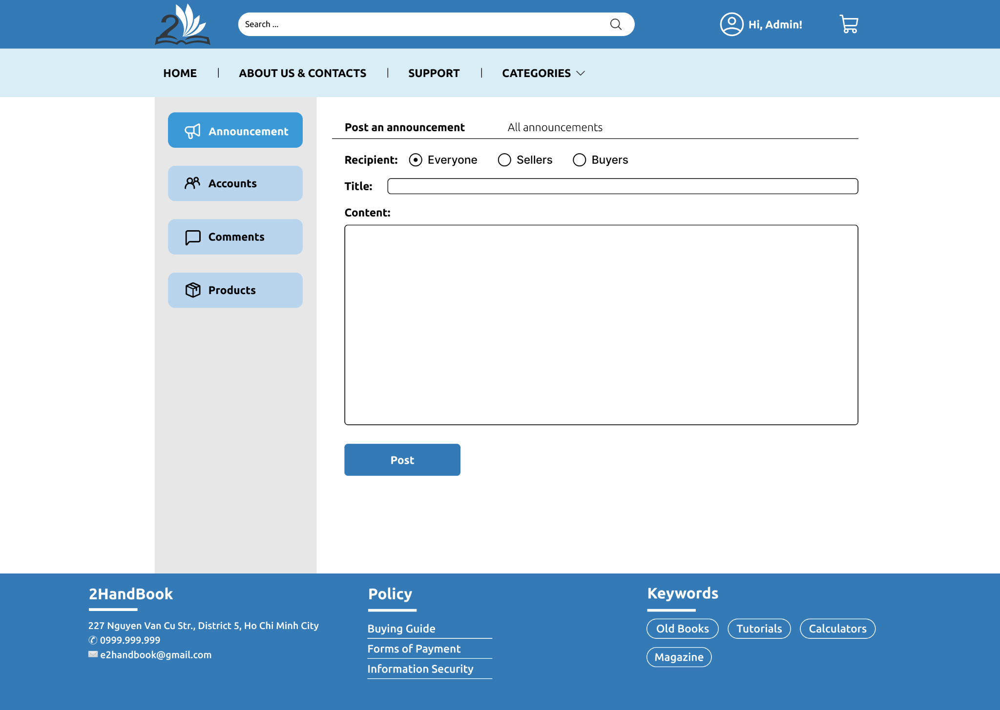 2
Search ...
Hi, Admin!
HOME | ABOUT US & CONTACTS | SUPPORT | CATEGORIES
Announcement
Accounts
Comments
Products
Post an announcement All announcements
Recipient: Everyone Sellers Buyers
Title:
Content:
Post
2HandBook
227 Nguyen Van Cu Str., District 5, Ho Chi Minh City
✆ 0999.999.999
✉ e2handbook@gmail.com
Policy
Buying Guide
Forms of Payment
Information Security
Keywords
Old Books Tutorials Calculators
Magazine